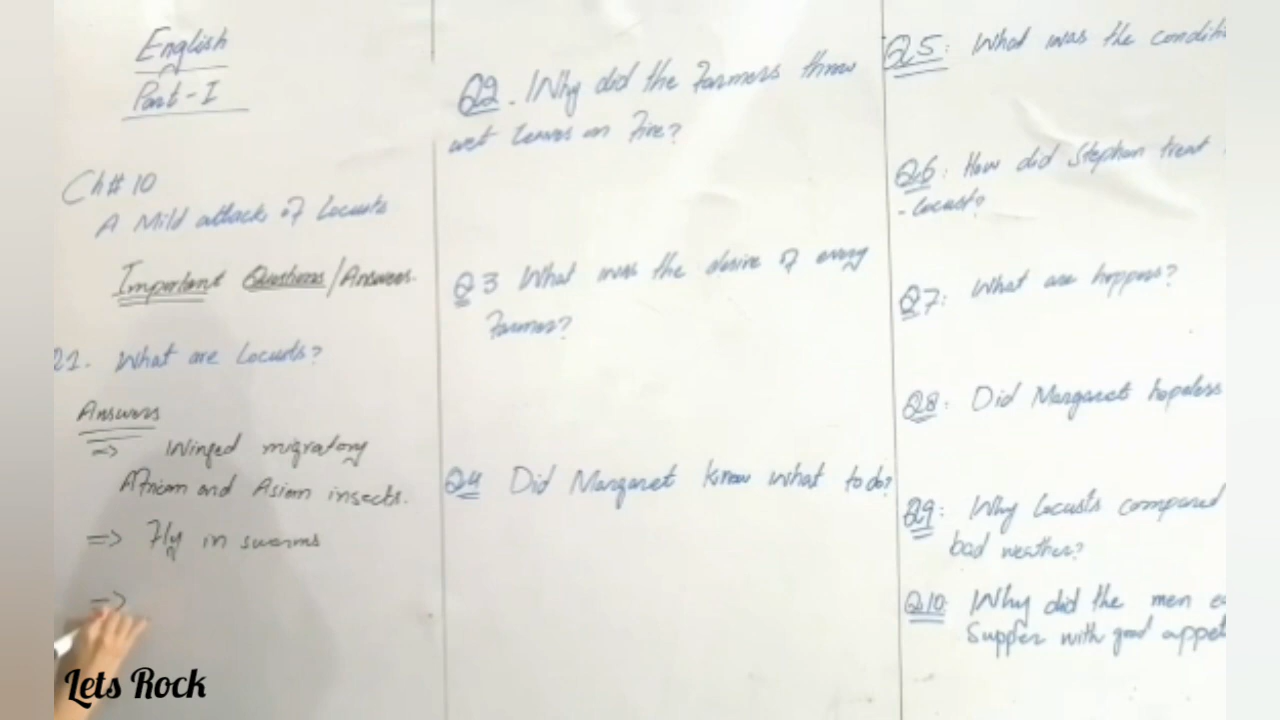 English
Part-I
Ch# 10
A Mild attack of Locusts
Important Questions/Answers.
Q1. What are Locusts?
Answers
=> Winged migratory
African and Asian insects.
=> Fly in swarms
=>
Q2. Why did the Farmers throw
wet leaves on Fire?
Q3 What was the desire of every
Farmer?
Q4 Did Margaret know what to do?
Q5: What was the conditi
Q6: How did Stephen treat
-locust?
Q7: What are hoppers?
Q8: Did Margaret hopeless
Q9: Why Locusts compared
bad weather?
Q10: Why did the men ea
Supper with good appet
Lets Rock